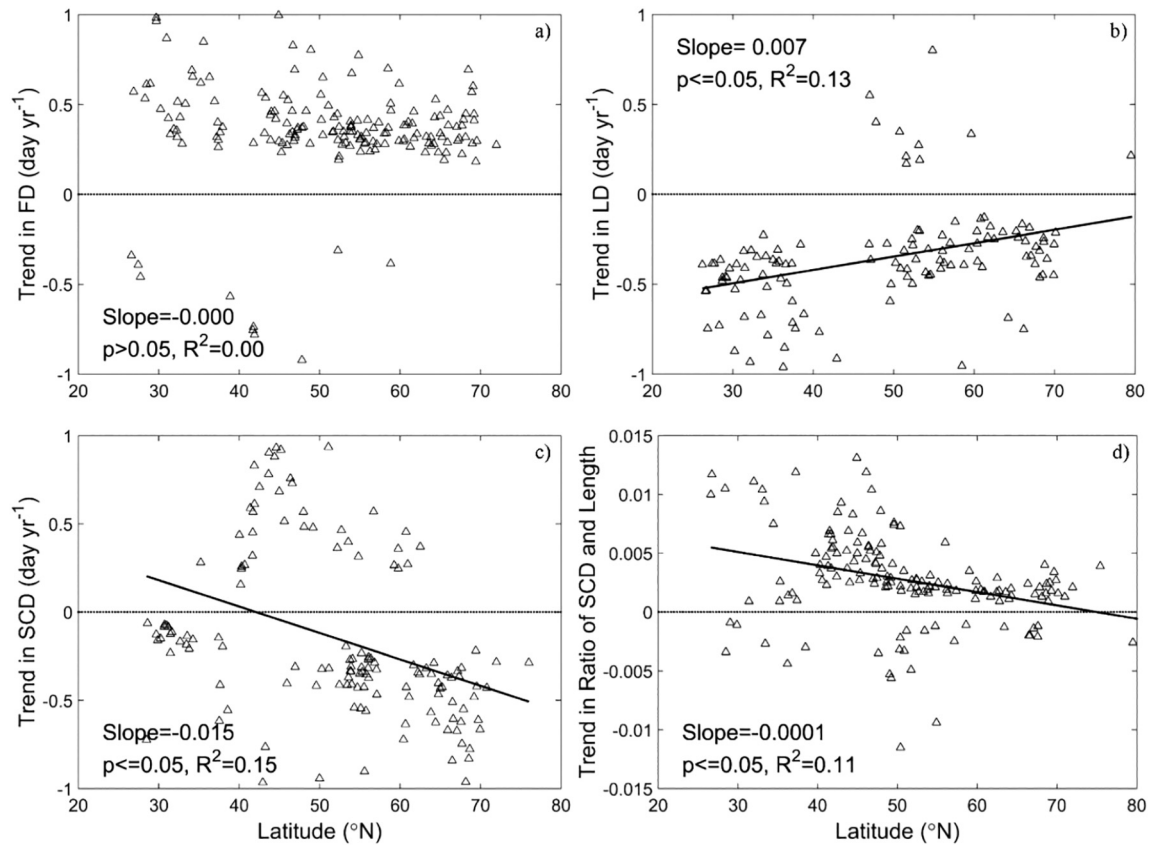 1
0.5
0
-0.5
-1
Trend in FD (day yr⁻¹)
a)
Slope=-0.000
p>0.05, R²=0.00
20 30 40 50 60 70 80
1
0.5
0
-0.5
-1
Trend in LD (day yr⁻¹)
b)
Slope= 0.007
p<=0.05, R²=0.13
20 30 40 50 60 70 80
1
0.5
0
-0.5
-1
Trend in SCD (day yr⁻¹)
c)
Slope=-0.015
p<=0.05, R²=0.15
20 30 40 50 60 70 80
Latitude (°N)
0.015
0.01
0.005
0
-0.005
-0.01
-0.015
Trend in Ratio of SCD and Length
d)
Slope=-0.0001
p<=0.05, R²=0.11
20 30 40 50 60 70 80
Latitude (°N)